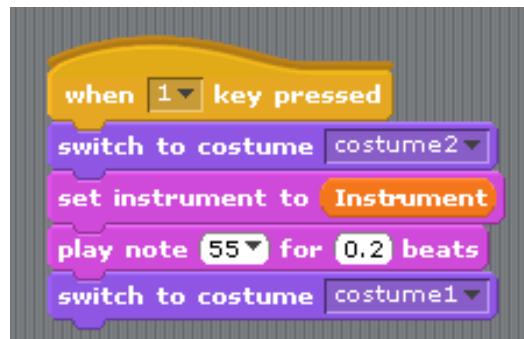 when 1 key pressed
switch to costume costume2
set instrument to Instrument
play note 55 for 0.2 beats
switch to costume costume1